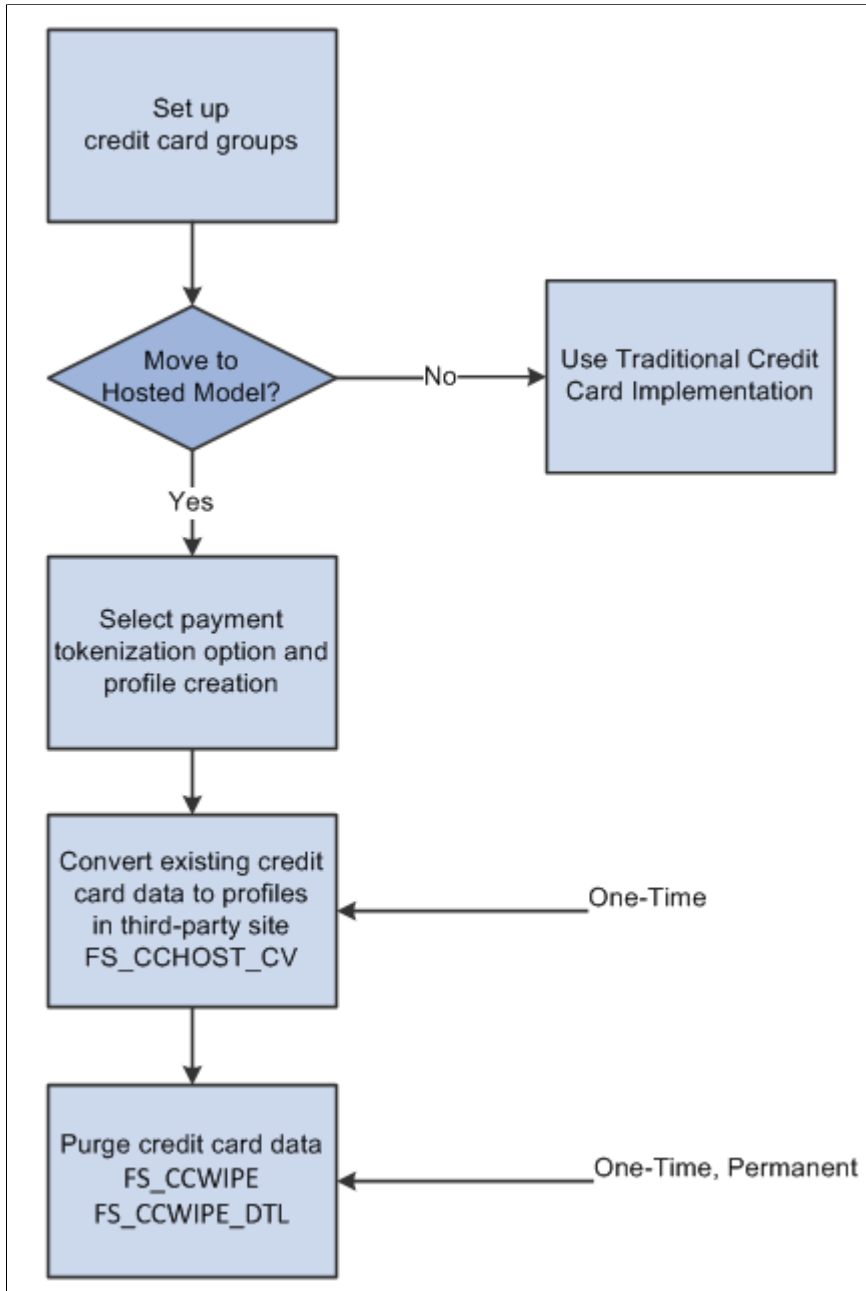 Set up
credit card groups
Move to
Hosted Model?
No
Use Traditional Credit
Card Implementation
Yes
Select payment
tokenization option and
profile creation
Convert existing credit
card data to profiles
in third-party site
FS_CCHOST_CV
One-Time
Purge credit card data
FS_CCWIPE
FS_CCWIPE_DTL
One-Time, Permanent